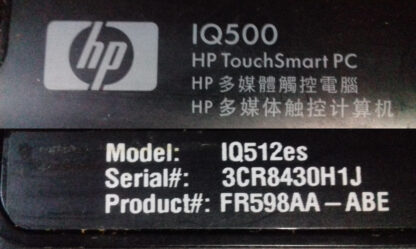 hp
IQ500
HP TouchSmart PC
HP 多媒體觸控電腦
HP 多媒体触控计算机
Model: IQ512es
Serial#: 3CR8430H1J
Product#: FR598AA-ABE